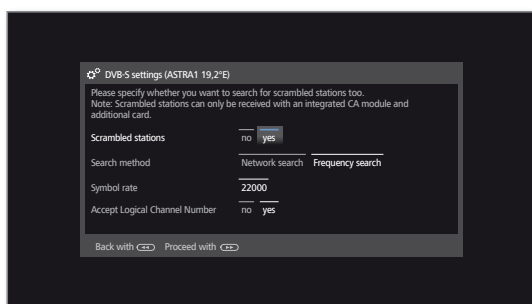 DVB-S settings (ASTRA1 19,2°E)
Please specify whether you want to search for scrambled stations too.
Note: Scrambled stations can only be received with an integrated CA module and
additional card.
Scrambled stations no yes
Search method Network search Frequency search
Symbol rate 22000
Accept Logical Channel Number no yes
Back with Proceed with